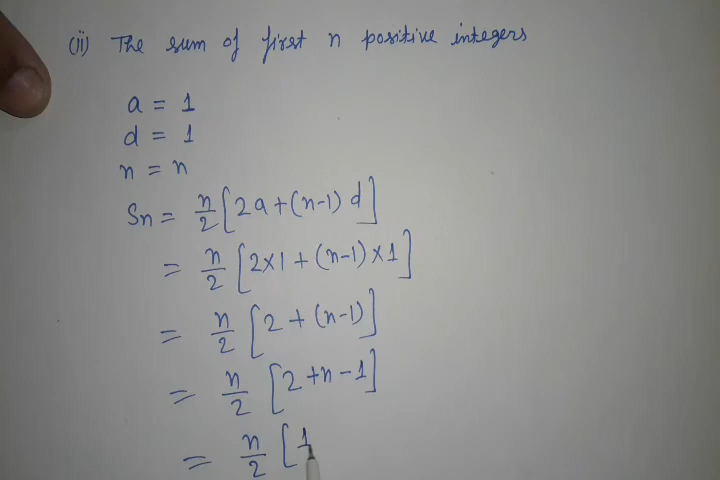 (ii) The sum of first n positive integers
a = 1
d = 1
n = n
Sn = n/2 [2a + (n-1) d]
= n/2 [2×1 + (n-1) × 1]
= n/2 [2 + (n-1)]
= n/2 [2 + n - 1]
= n/2 [1